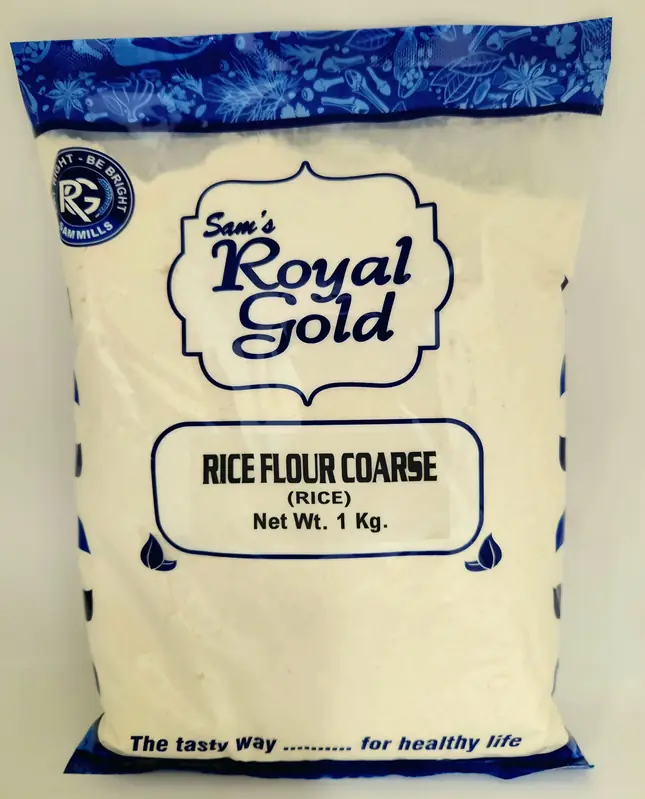 RIGHT - BE BRIGHT
RG
SAM MILLS
Sam's
Royal
Gold
RICE FLOUR COARSE
(RICE)
Net Wt. 1 Kg.
The tasty way .......... for healthy life